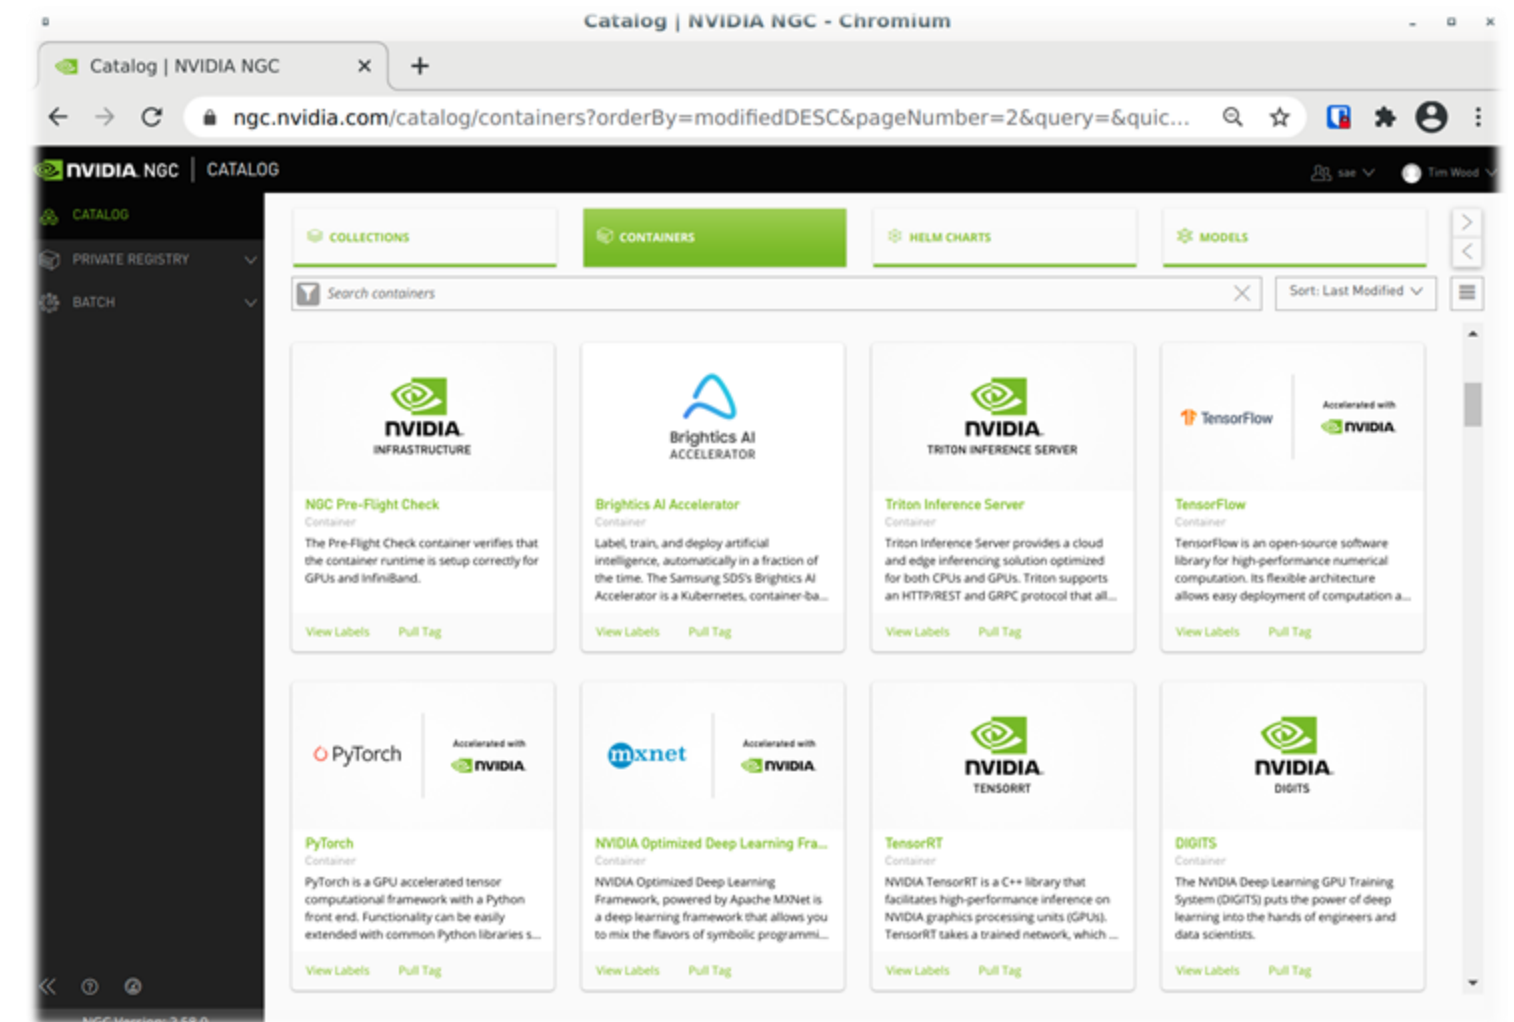 Catalog | NVIDIA NGC - Chromium
Catalog | NVIDIA NGC
ngc.nvidia.com/catalog/containers?orderBy=modifiedDESC&pageNumber=2&query=&quic...
NVIDIA NGC | CATALOG
sae
Tim Wood
CATALOG
PRIVATE REGISTRY
BATCH
COLLECTIONS
CONTAINERS
HELM CHARTS
MODELS
Search containers
Sort: Last Modified
NVIDIA
INFRASTRUCTURE
NGC Pre-Flight Check
Container
The Pre-Flight Check container verifies that
the container runtime is setup correctly for
GPUs and InfiniBand.
View Labels Pull Tag
Brightics AI
ACCELERATOR
Brightics AI Accelerator
Container
Label, train, and deploy artificial
intelligence, automatically in a fraction of
the time. The Samsung SDS's Brightics AI
Accelerator is a Kubernetes, container-ba...
View Labels Pull Tag
NVIDIA
TRITON INFERENCE SERVER
Triton Inference Server
Container
Triton Inference Server provides a cloud
and edge inferencing solution optimized
for both CPUs and GPUs. Triton supports
an HTTP/REST and GRPC protocol that all...
View Labels Pull Tag
TensorFlow
Accelerated with
NVIDIA
TensorFlow
Container
TensorFlow is an open-source software
library for high-performance numerical
computation. Its flexible architecture
allows easy deployment of computation a...
View Labels Pull Tag
PyTorch
Accelerated with
NVIDIA
PyTorch
Container
PyTorch is a GPU accelerated tensor
computational framework with a Python
front end. Functionality can be easily
extended with common Python libraries s...
View Labels Pull Tag
mxnet
Accelerated with
NVIDIA
NVIDIA Optimized Deep Learning Fra...
Container
NVIDIA Optimized Deep Learning
Framework, powered by Apache MXNet is
a deep learning framework that allows you
to mix the flavors of symbolic programmi...
View Labels Pull Tag
NVIDIA
TENSORRT
TensorRT
Container
NVIDIA TensorRT is a C++ library that
facilitates high-performance inference on
NVIDIA graphics processing units (GPUs).
TensorRT takes a trained network, which ...
View Labels Pull Tag
NVIDIA
DIGITS
DIGITS
Container
The NVIDIA Deep Learning GPU Training
System (DIGITS) puts the power of deep
learning into the hands of engineers and
data scientists.
View Labels Pull Tag
NGC Version: